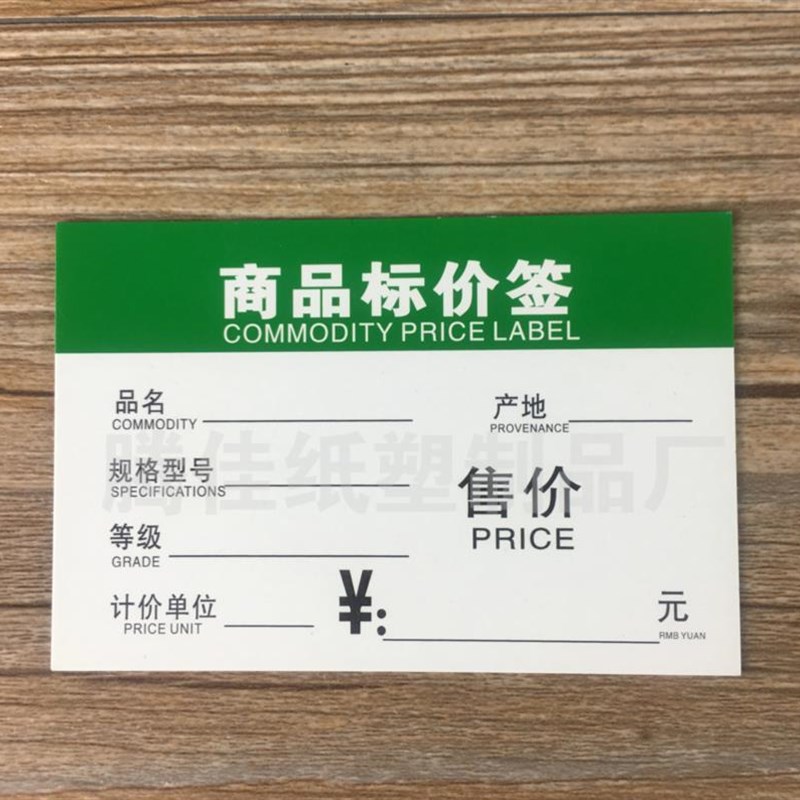 商品标价签
COMMODITY PRICE LABEL
品名
COMMODITY
产地
PROVENANCE
腾佳纸塑制品厂
规格型号
SPECIFICATIONS
售价
PRICE
等级
GRADE
计价单位
PRICE UNIT
¥:
元
RMB YUAN